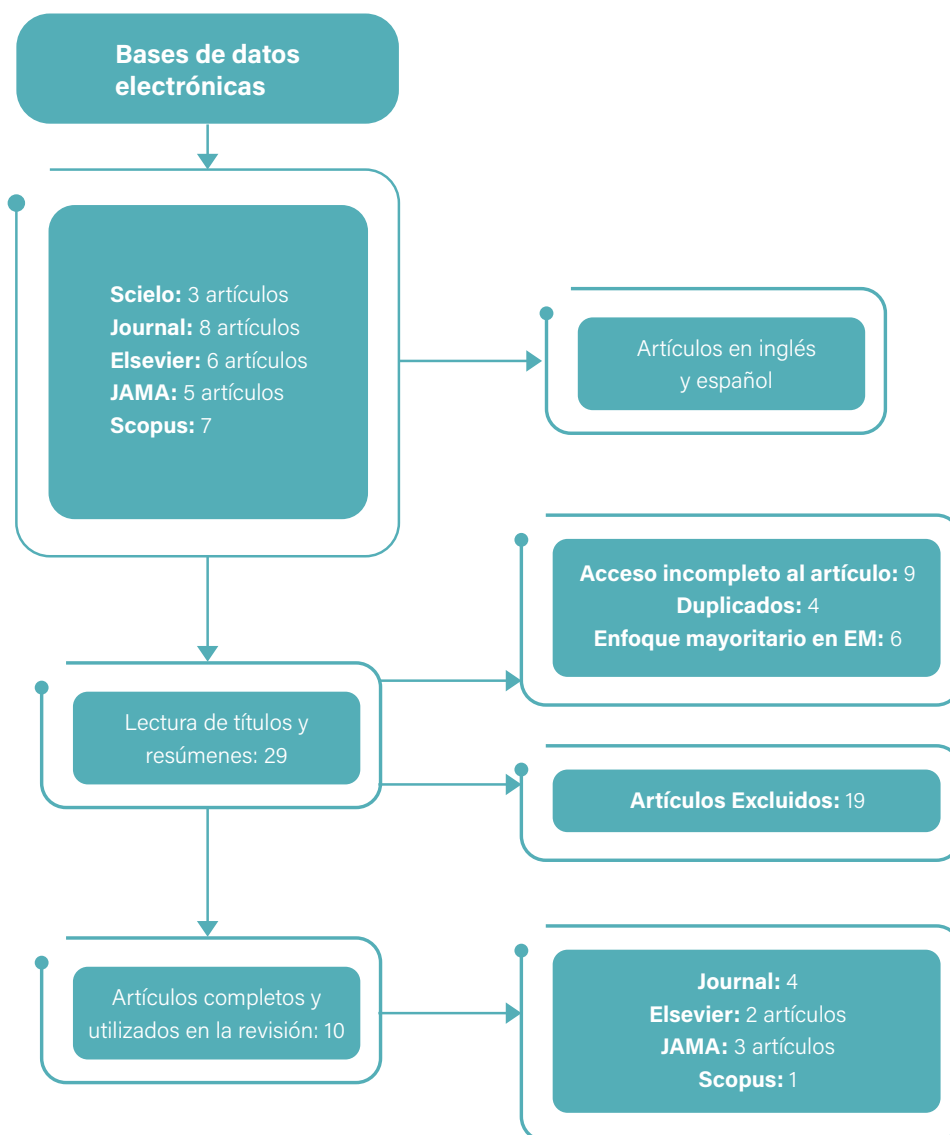 Bases de datos
electrónicas
Scielo: 3 artículos
Journal: 8 artículos
Elsevier: 6 artículos
JAMA: 5 artículos
Scopus: 7
Artículos en inglés
y español
Acceso incompleto al artículo: 9
Duplicados: 4
Enfoque mayoritario en EM: 6
Lectura de títulos y
resúmenes: 29
Artículos Excluidos: 19
Artículos completos y
utilizados en la revisión: 10
Journal: 4
Elsevier: 2 artículos
JAMA: 3 artículos
Scopus: 1